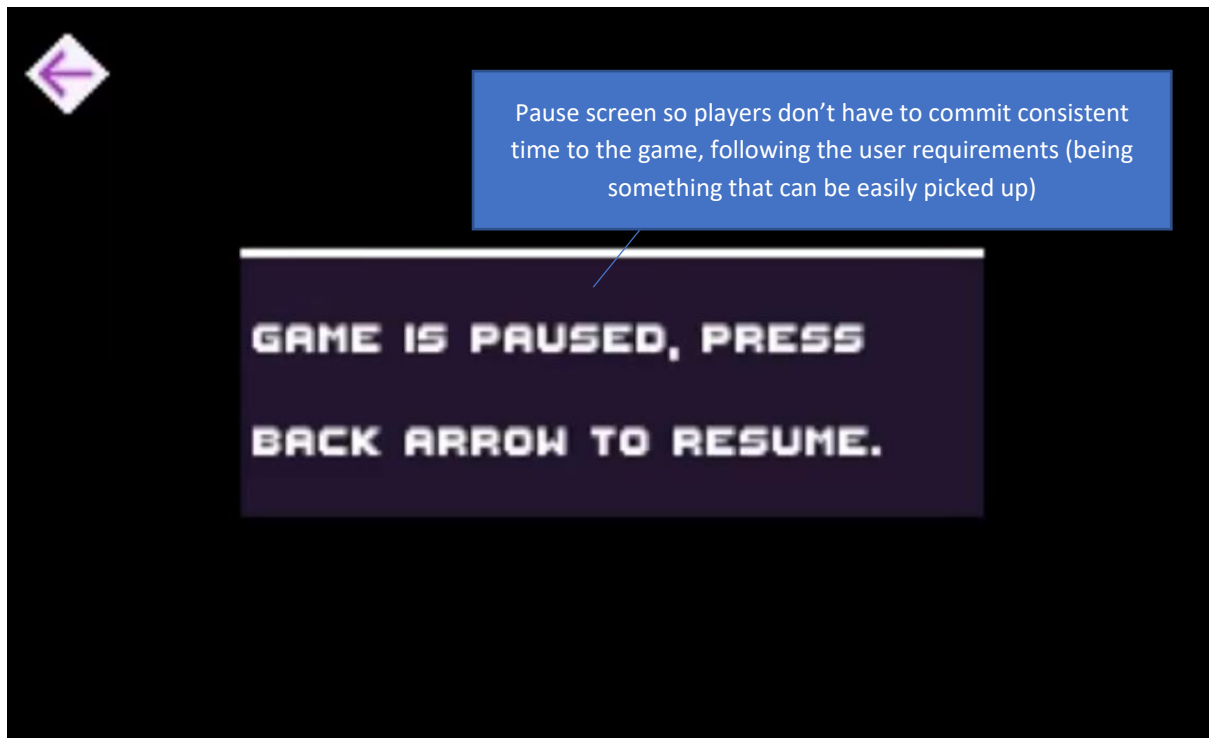 Pause screen so players don’t have to commit consistent
time to the game, following the user requirements (being
something that can be easily picked up)
GAME IS PAUSED, PRESS
BACK ARROW TO RESUME.